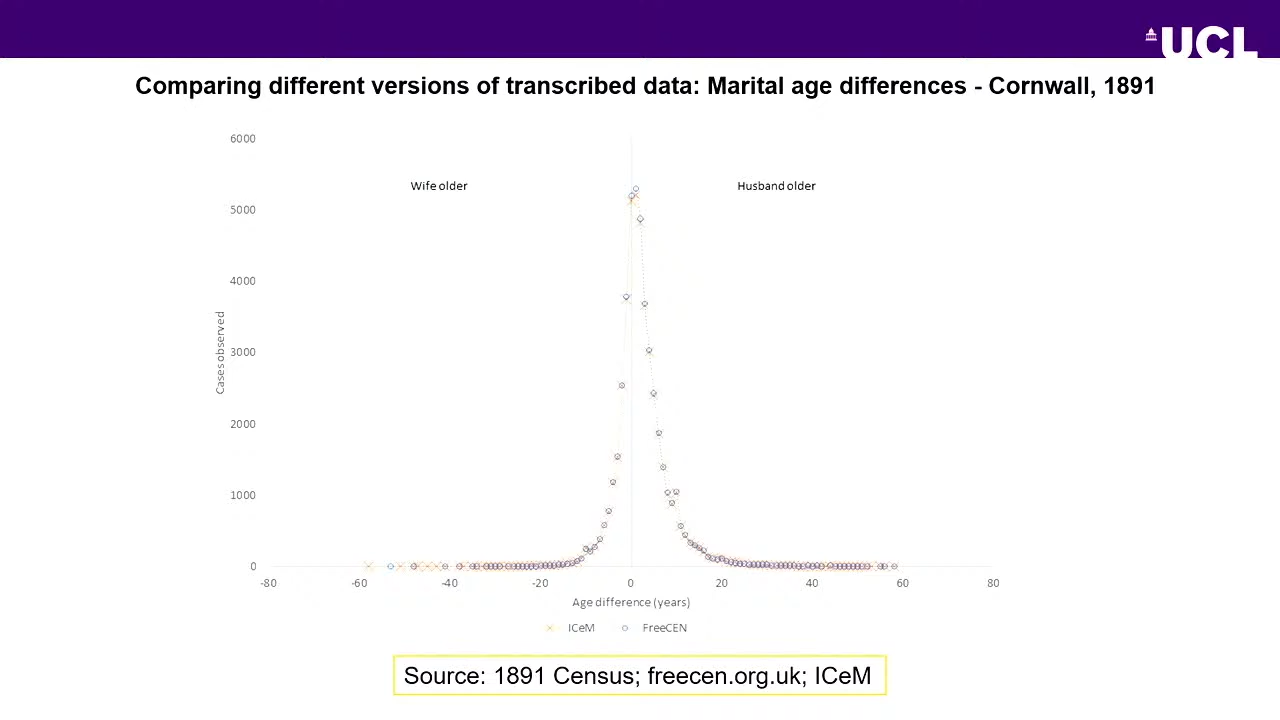 UCL
Comparing different versions of transcribed data: Marital age differences - Cornwall, 1891
6000
Wife older
Husband older
5000
4000
Cases observed
3000
2000
1000
0
-80 -60 -40 -20 0 20 40 60 80
Age difference (years)
ICeM FreeCEN
Source: 1891 Census; freecen.org.uk; ICeM